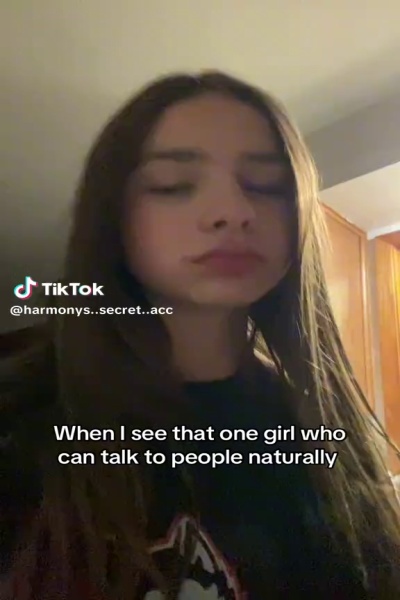 TikTok
@harmonys..secret..acc
When I see that one girl who
can talk to people naturally